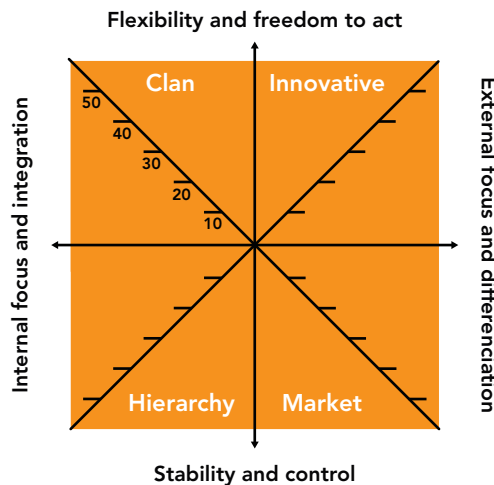 Flexibility and freedom to act
Clan
Innovative
50
40
30
20
10
Internal focus and integration
External focus and differenciation
Hierarchy
Market
Stability and control